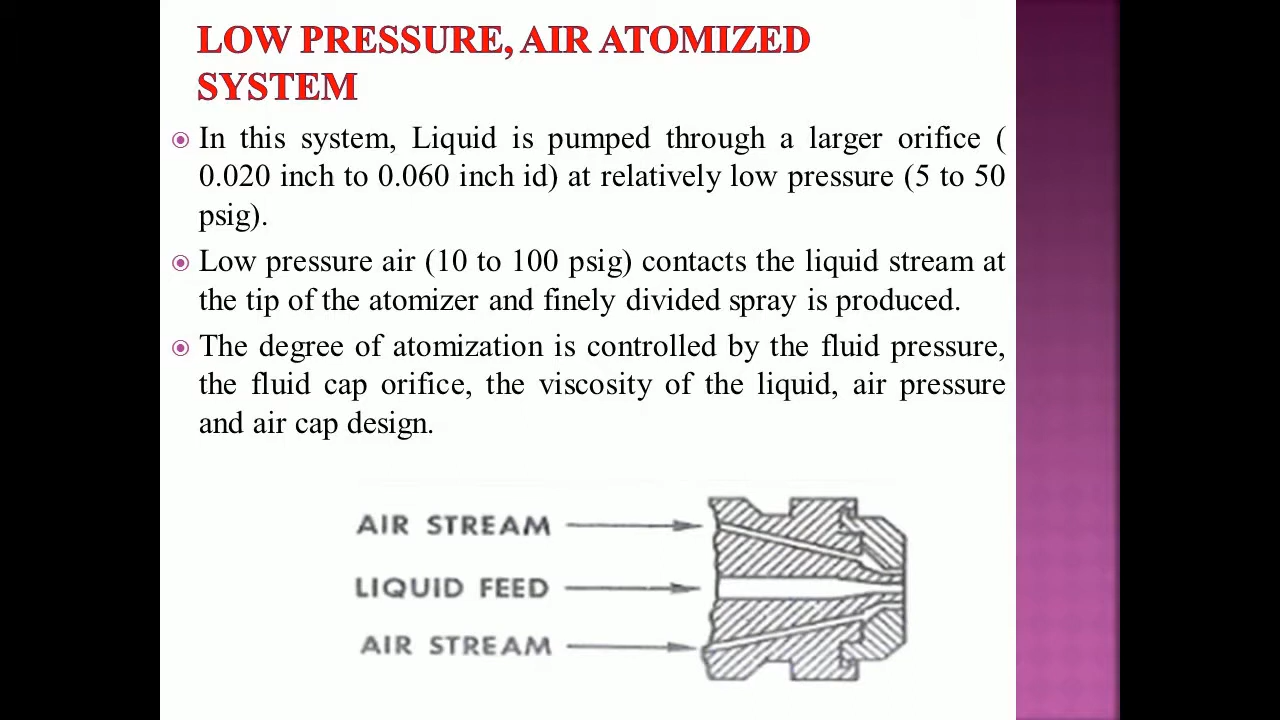 LOW PRESSURE, AIR ATOMIZED
SYSTEM
In this system, Liquid is pumped through a larger orifice (
0.020 inch to 0.060 inch id) at relatively low pressure (5 to 50
psig).
Low pressure air (10 to 100 psig) contacts the liquid stream at
the tip of the atomizer and finely divided spray is produced.
The degree of atomization is controlled by the fluid pressure,
the fluid cap orifice, the viscosity of the liquid, air pressure
and air cap design.
AIR STREAM
LIQUID FEED
AIR STREAM